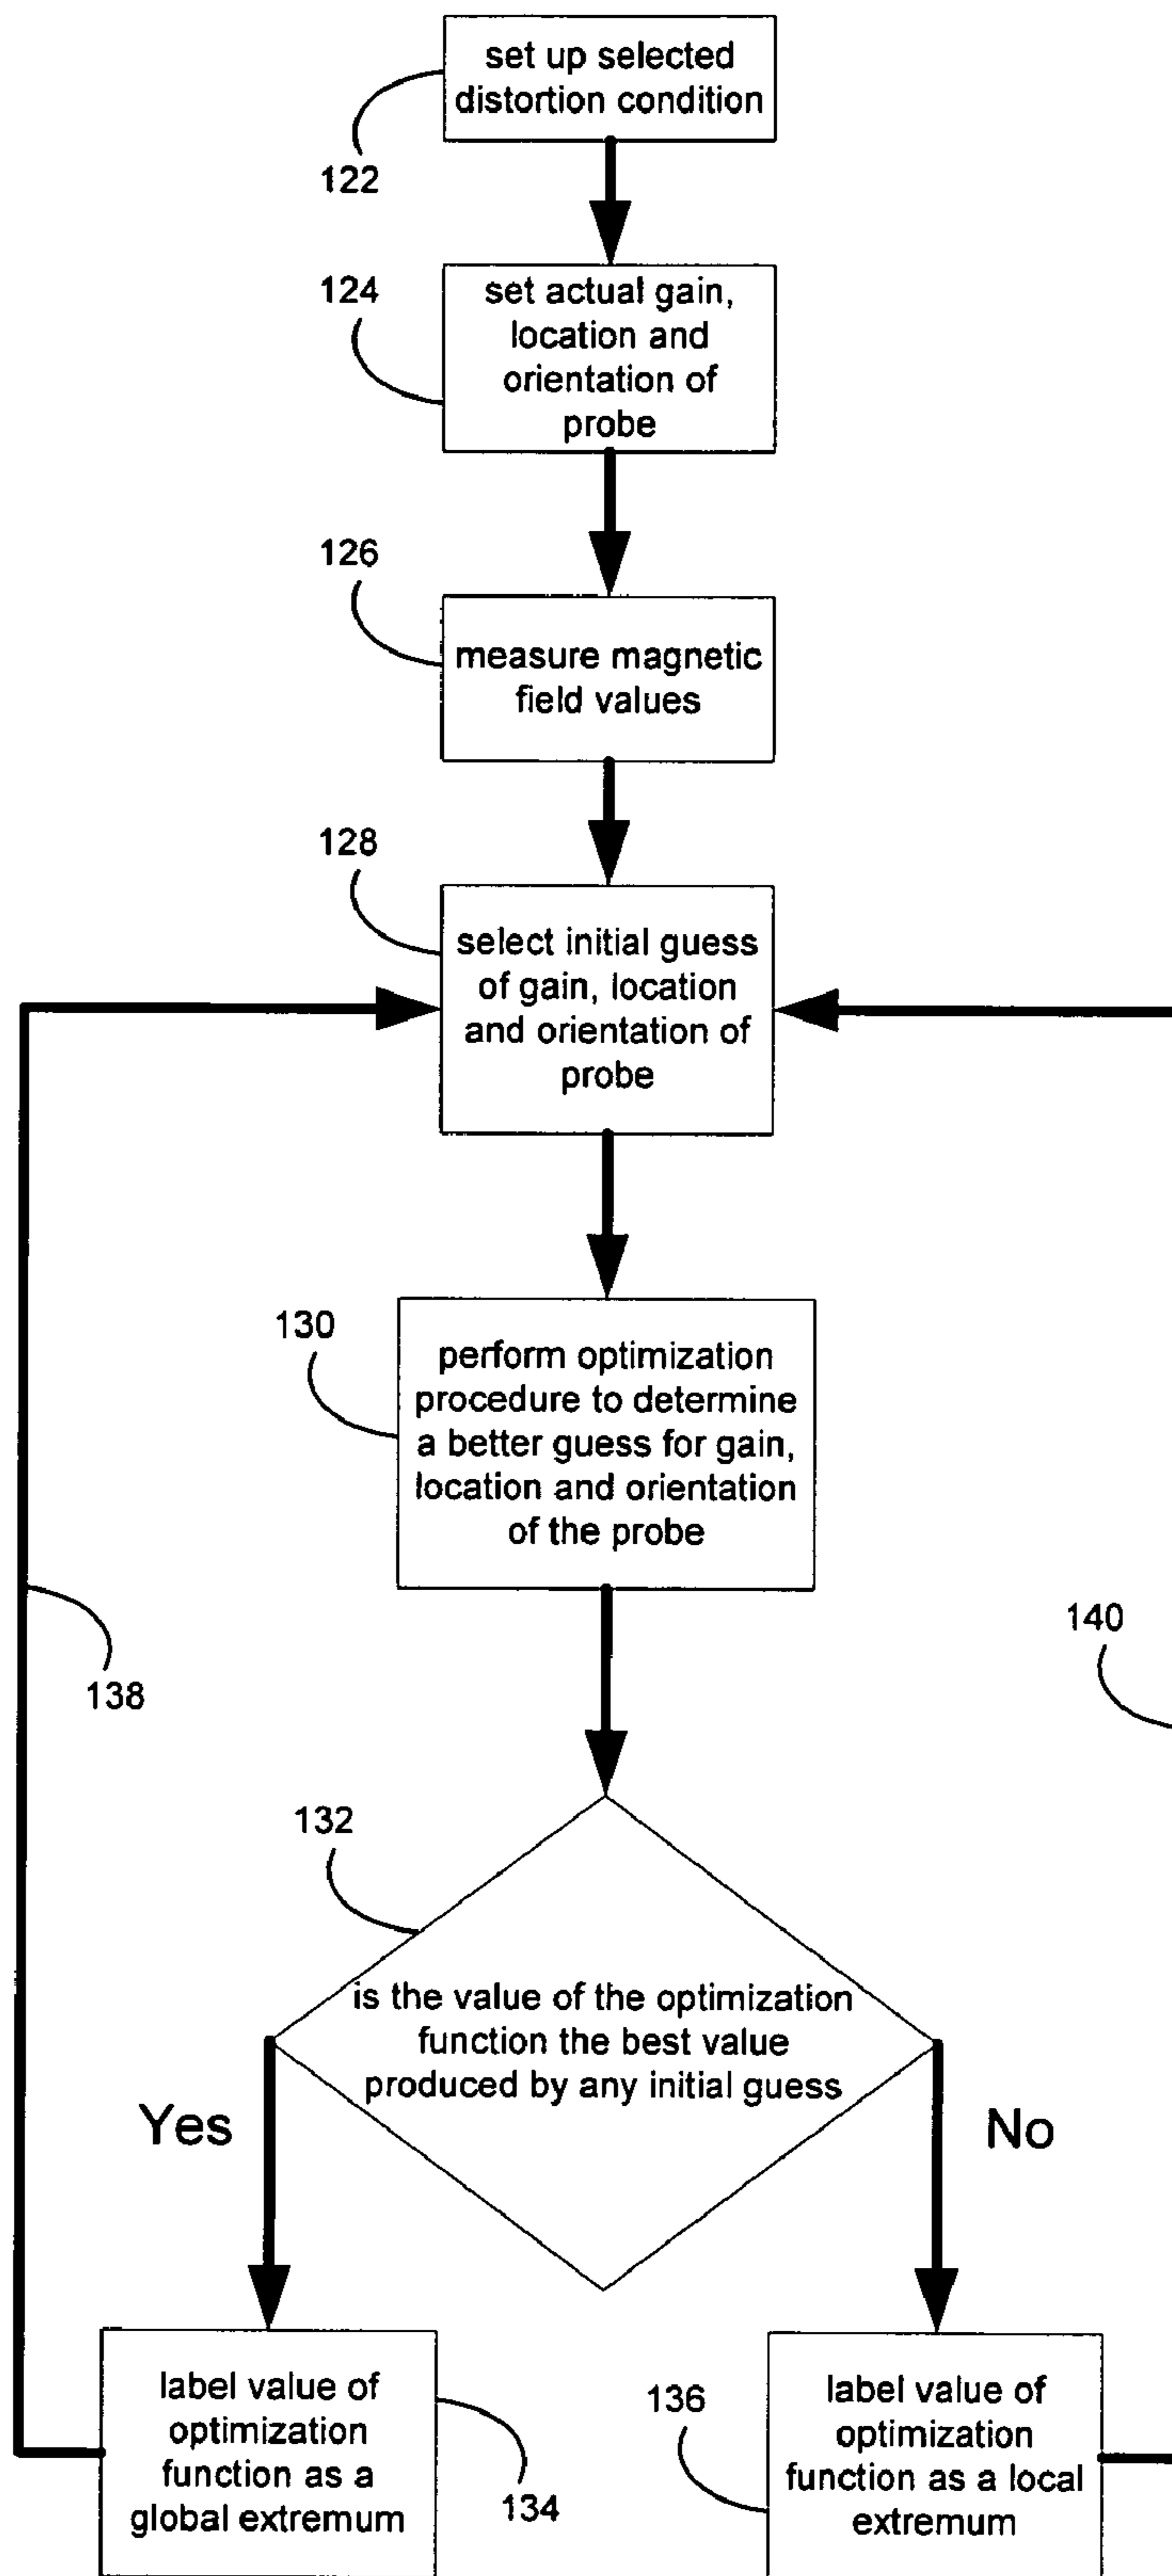 set up selected
distortion condition
122
124
set actual gain,
location and
orientation of
probe
126
measure magnetic
field values
128
select initial guess
of gain, location
and orientation of
probe
130
perform optimization
procedure to determine
a better guess for gain,
location and orientation
of the probe
138
140
132
is the value of the optimization
function the best value
produced by any initial guess
Yes
No
label value of
optimization
function as a
global extremum
134
136
label value of
optimization
function as a local
extremum